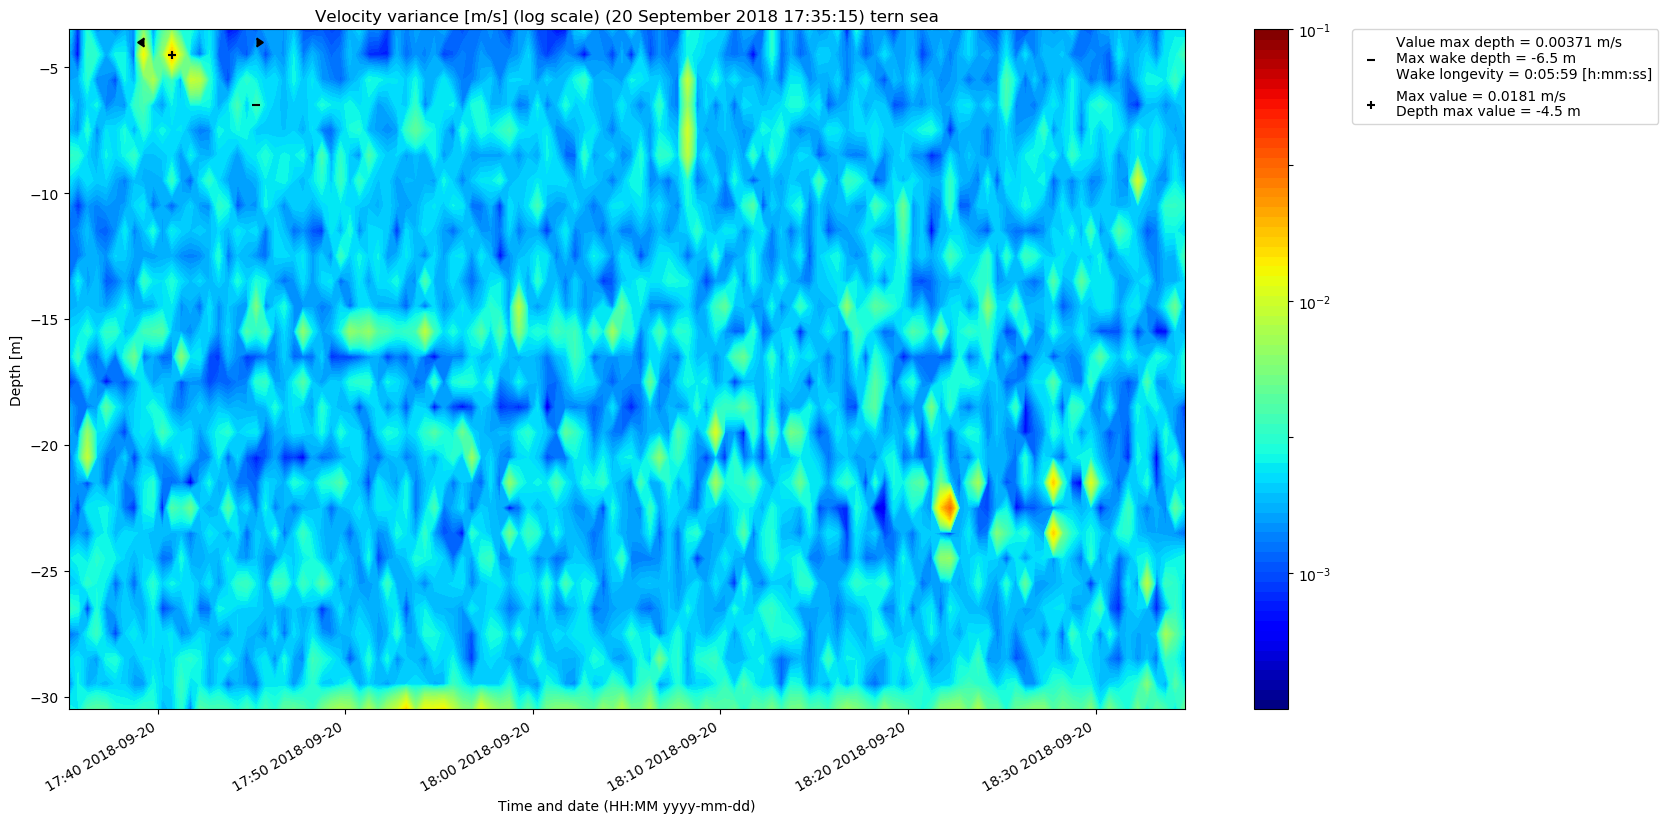 Velocity variance [m/s] (log scale) (20 September 2018 17:35:15) tern sea
Depth [m]
−5
−10
−15
−20
−25
−30
17:40 2018-09-20
17:50 2018-09-20
18:00 2018-09-20
18:10 2018-09-20
18:20 2018-09-20
18:30 2018-09-20
Time and date (HH:MM yyyy-mm-dd)
10⁻¹
10⁻²
10⁻³
Value max depth = 0.00371 m/s
Max wake depth = -6.5 m
Wake longevity = 0:05:59 [h:mm:ss]
Max value = 0.0181 m/s
Depth max value = -4.5 m